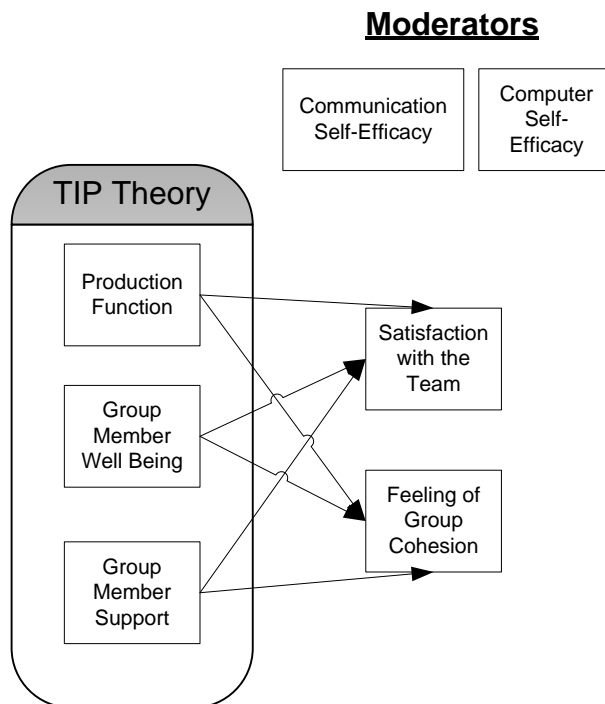 Moderators
Communication
Self-Efficacy
Computer
Self-
Efficacy
TIP Theory
Production
Function
Satisfaction
with the
Team
Group
Member
Well Being
Feeling of
Group
Cohesion
Group
Member
Support